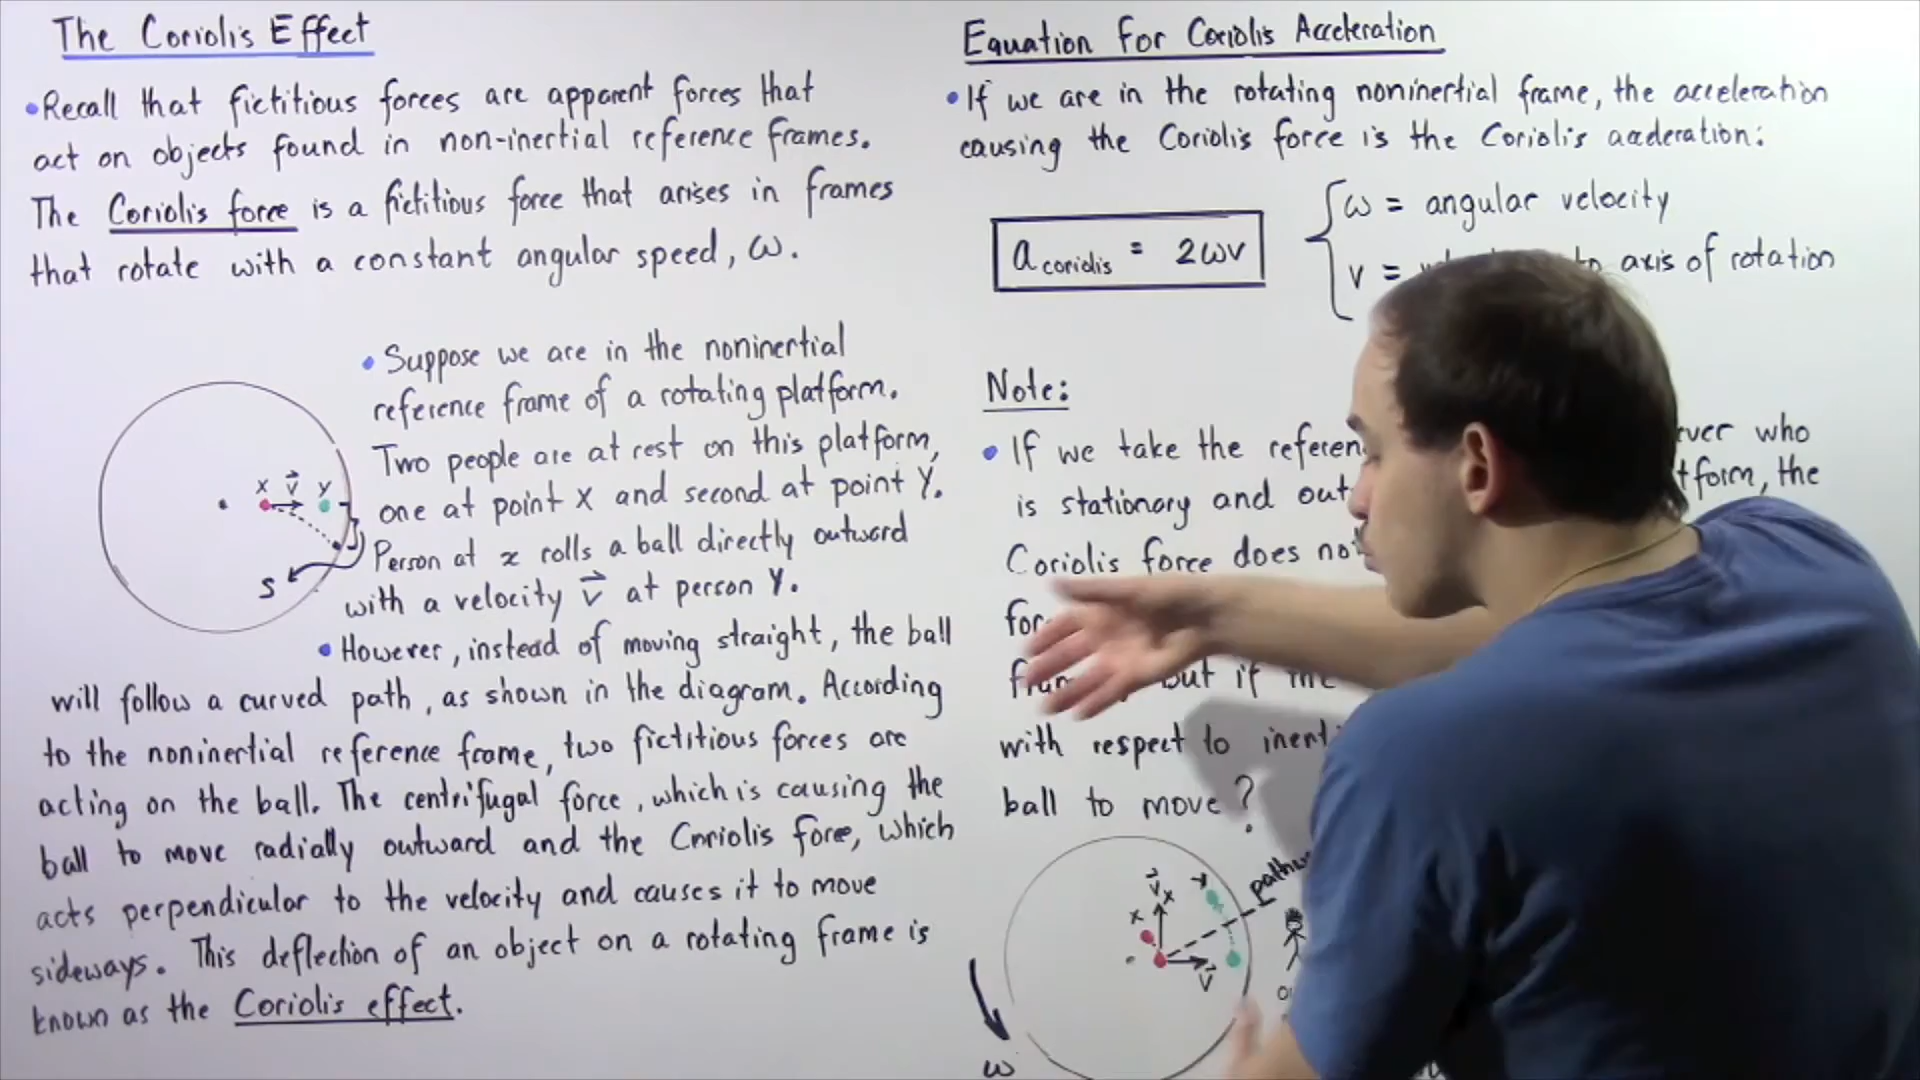 The Coriolis Effect
•Recall that fictitious forces are apparent forces that
act on objects found in non-inertial reference frames.
The Coriolis force is a fictitious force that arises in frames
that rotate with a constant angular speed, ω.
• Suppose we are in the noninertial
reference frame of a rotating platform.
Two people are at rest on this platform,
one at point X and second at point Y.
Person at x rolls a ball directly outward
with a velocity v⃗ at person Y.
• However, instead of moving straight, the ball
will follow a curved path, as shown in the diagram. According
to the noninertial reference frame, two fictitious forces are
acting on the ball. The centrifugal force, which is causing the
ball to move radially outward and the Coriolis force, which
acts perpendicular to the velocity and causes it to move
sideways. This deflection of an object on a rotating frame is
known as the Coriolis effect.
x v⃗ y
S
Equation For Coriolis Acceleration
•If we are in the rotating noninertial frame, the acceleration
causing the Coriolis force is the Coriolis acceleration:
a coriolis = 2ωv
ω = angular velocity
v = to axis of rotation
Note:
• If we take the who
is stationary and the
Coriolis force does
but if
with respect to
ball to move?
v⃗x y
x
v⃗
ω